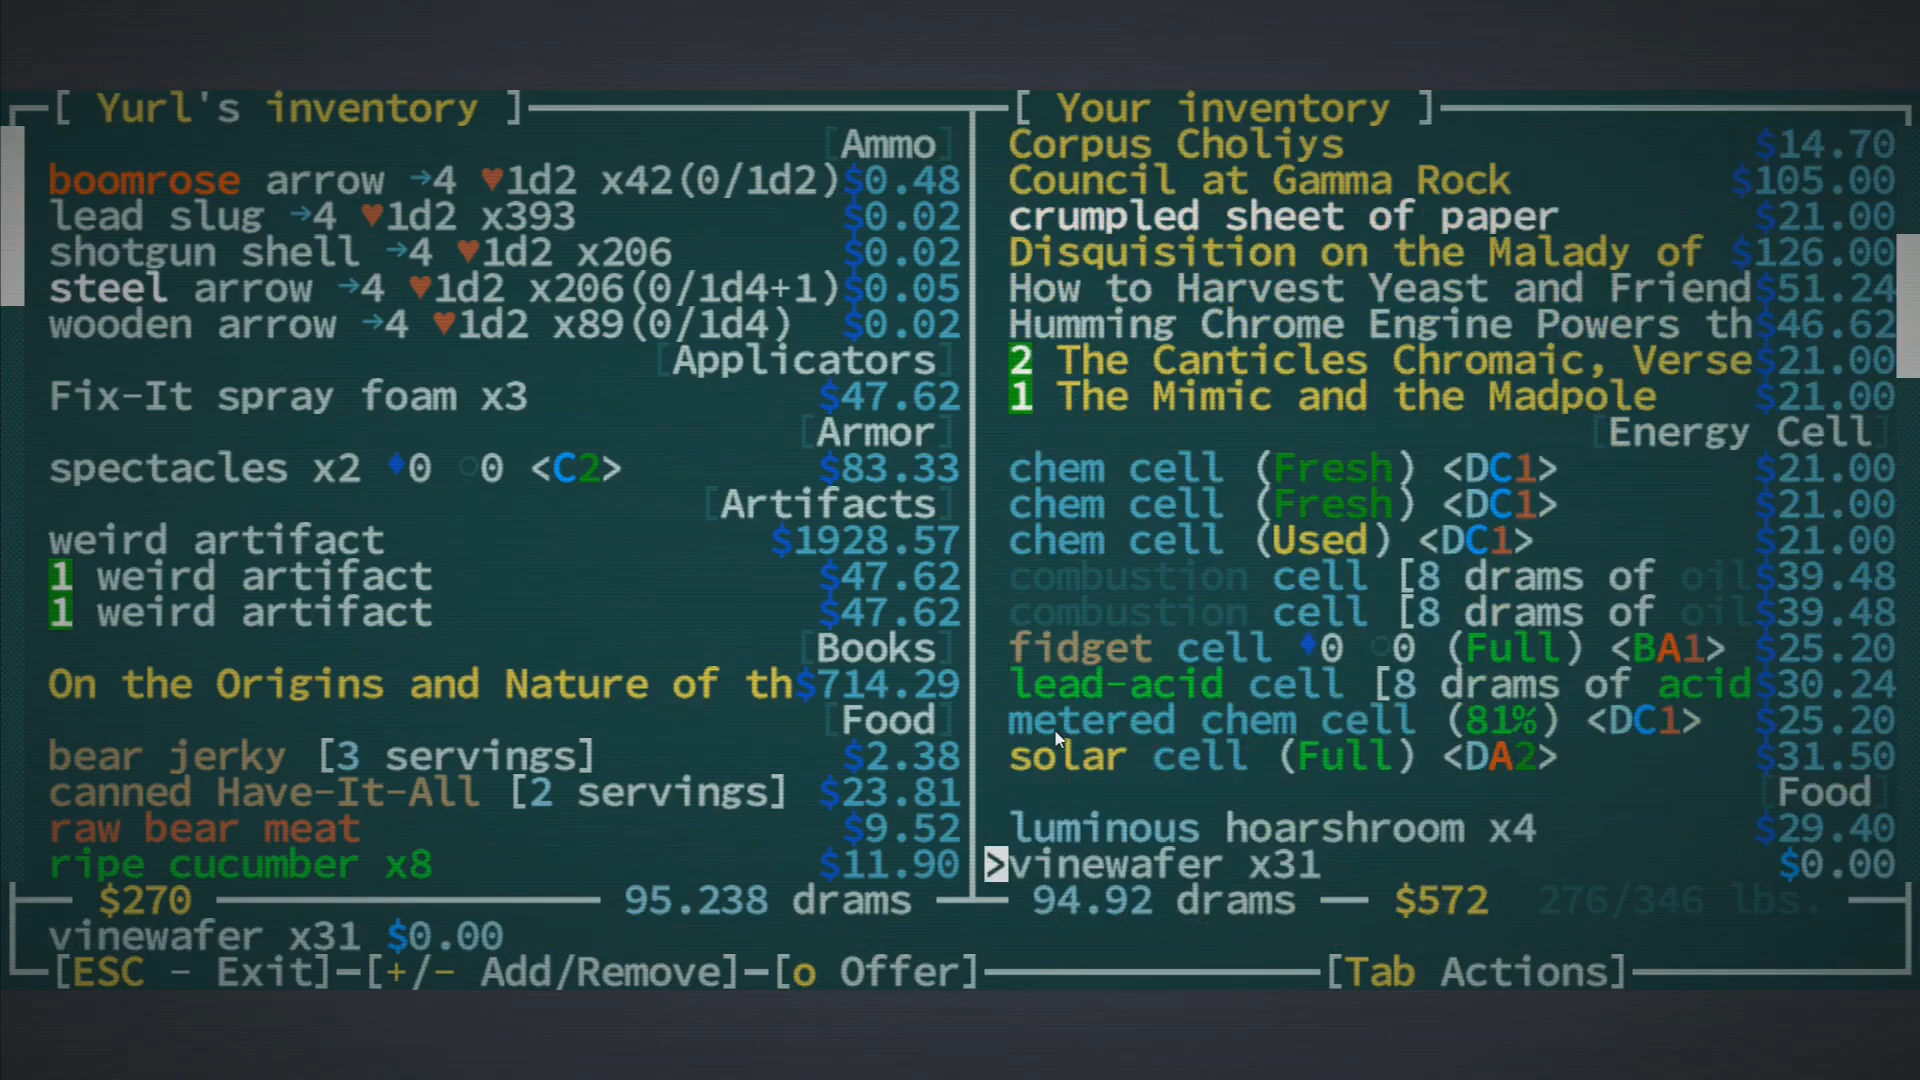 [ Yurl's inventory ]
[Ammo]
boomrose arrow →4 ♥1d2 x42(0/1d2) $0.48
lead slug →4 ♥1d2 x393 $0.02
shotgun shell →4 ♥1d2 x206 $0.02
steel arrow →4 ♥1d2 x206(0/1d4+1) $0.05
wooden arrow →4 ♥1d2 x89(0/1d4) $0.02
[Applicators]
Fix-It spray foam x3 $47.62
[Armor]
spectacles x2 ♦0 ○0 <C2> $83.33
[Artifacts]
weird artifact $1928.57
1 weird artifact $47.62
1 weird artifact $47.62
[Books]
On the Origins and Nature of th $714.29
[Food]
bear jerky [3 servings] $2.38
canned Have-It-All [2 servings] $23.81
raw bear meat $9.52
ripe cucumber x8 $11.90
$270 95.238 drams
[ Your inventory ]
Corpus Choliys $14.70
Council at Gamma Rock $105.00
crumpled sheet of paper $21.00
Disquisition on the Malady of $126.00
How to Harvest Yeast and Friend $51.24
Humming Chrome Engine Powers th $46.62
2 The Canticles Chromaic, Verse $21.00
1 The Mimic and the Madpole $21.00
[Energy Cell]
chem cell (Fresh) <DC1> $21.00
chem cell (Fresh) <DC1> $21.00
chem cell (Used) <DC1> $21.00
combustion cell [8 drams of oil $39.48
combustion cell [8 drams of oil $39.48
fidget cell ♦0 ○0 (Full) <BA1> $25.20
lead-acid cell [8 drams of acid $30.24
metered chem cell (81%) <DC1> $25.20
solar cell (Full) <DA2> $31.50
[Food]
luminous hoarshroom x4 $29.40
>vinewafer x31 $0.00
94.92 drams $572 276/346 lbs.
vinewafer x31 $0.00
[ESC - Exit] [+/- Add/Remove] [o Offer] [Tab Actions]